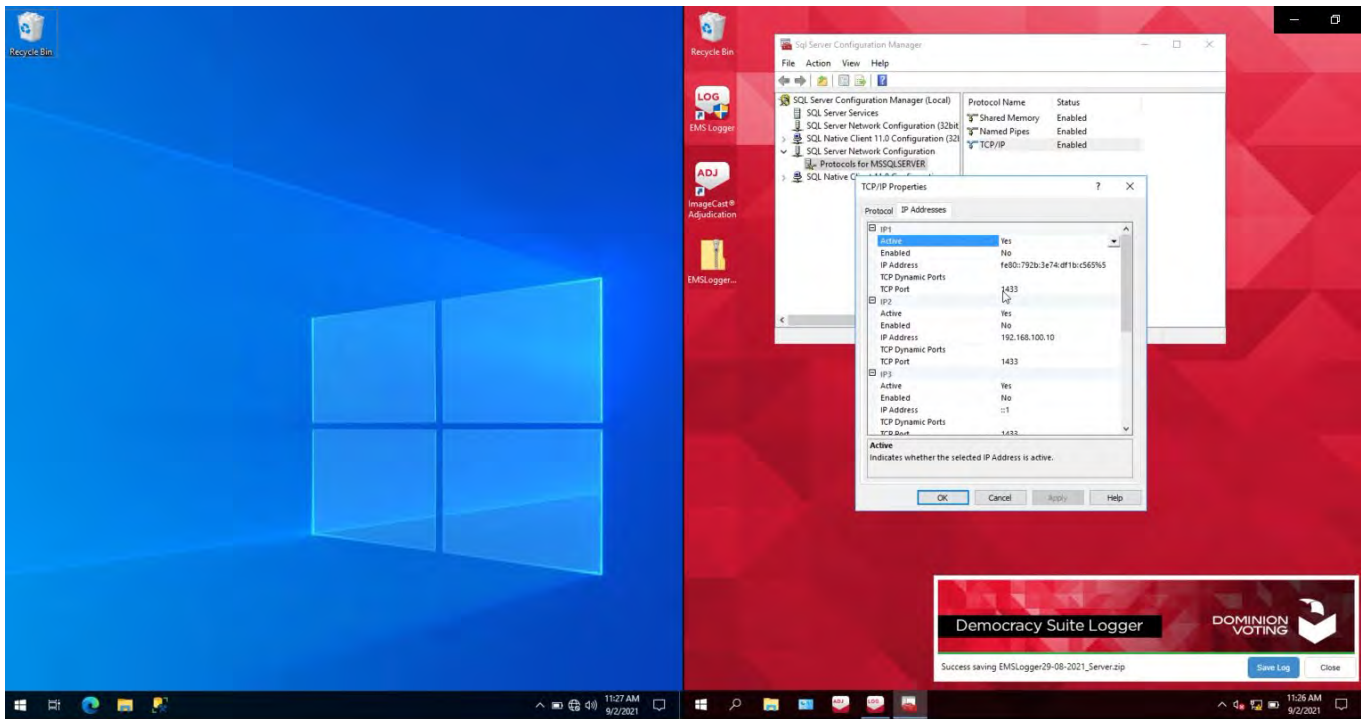 Recycle Bin
11:27 AM
9/2/2021
Recycle Bin
LOG
EMS Logger
ADJ
ImageCast®
Adjudication
EMSLogger...
Sql Server Configuration Manager
File Action View Help
SQL Server Configuration Manager (Local)
SQL Server Services
SQL Server Network Configuration (32bit
SQL Native Client 11.0 Configuration (32
SQL Server Network Configuration
Protocols for MSSQLSERVER
SQL Native
Protocol Name Status
Shared Memory Enabled
Named Pipes Enabled
TCP/IP Enabled
TCP/IP Properties ?
Protocol IP Addresses
IP1
Active Yes
Enabled No
IP Address fe80::792b:3e74:df1b:c565%5
TCP Dynamic Ports
TCP Port 1433
IP2
Active Yes
Enabled No
IP Address 192.168.100.10
TCP Dynamic Ports
TCP Port 1433
IP3
Active Yes
Enabled No
IP Address ::1
TCP Dynamic Ports
TCP Port 1433
Active
Indicates whether the selected IP Address is active.
OK Cancel Apply Help
Democracy Suite Logger
DOMINION
VOTING
Success saving EMSLogger29-08-2021_Server.zip
Save Log Close
ADJ LOG
11:26 AM
9/2/2021